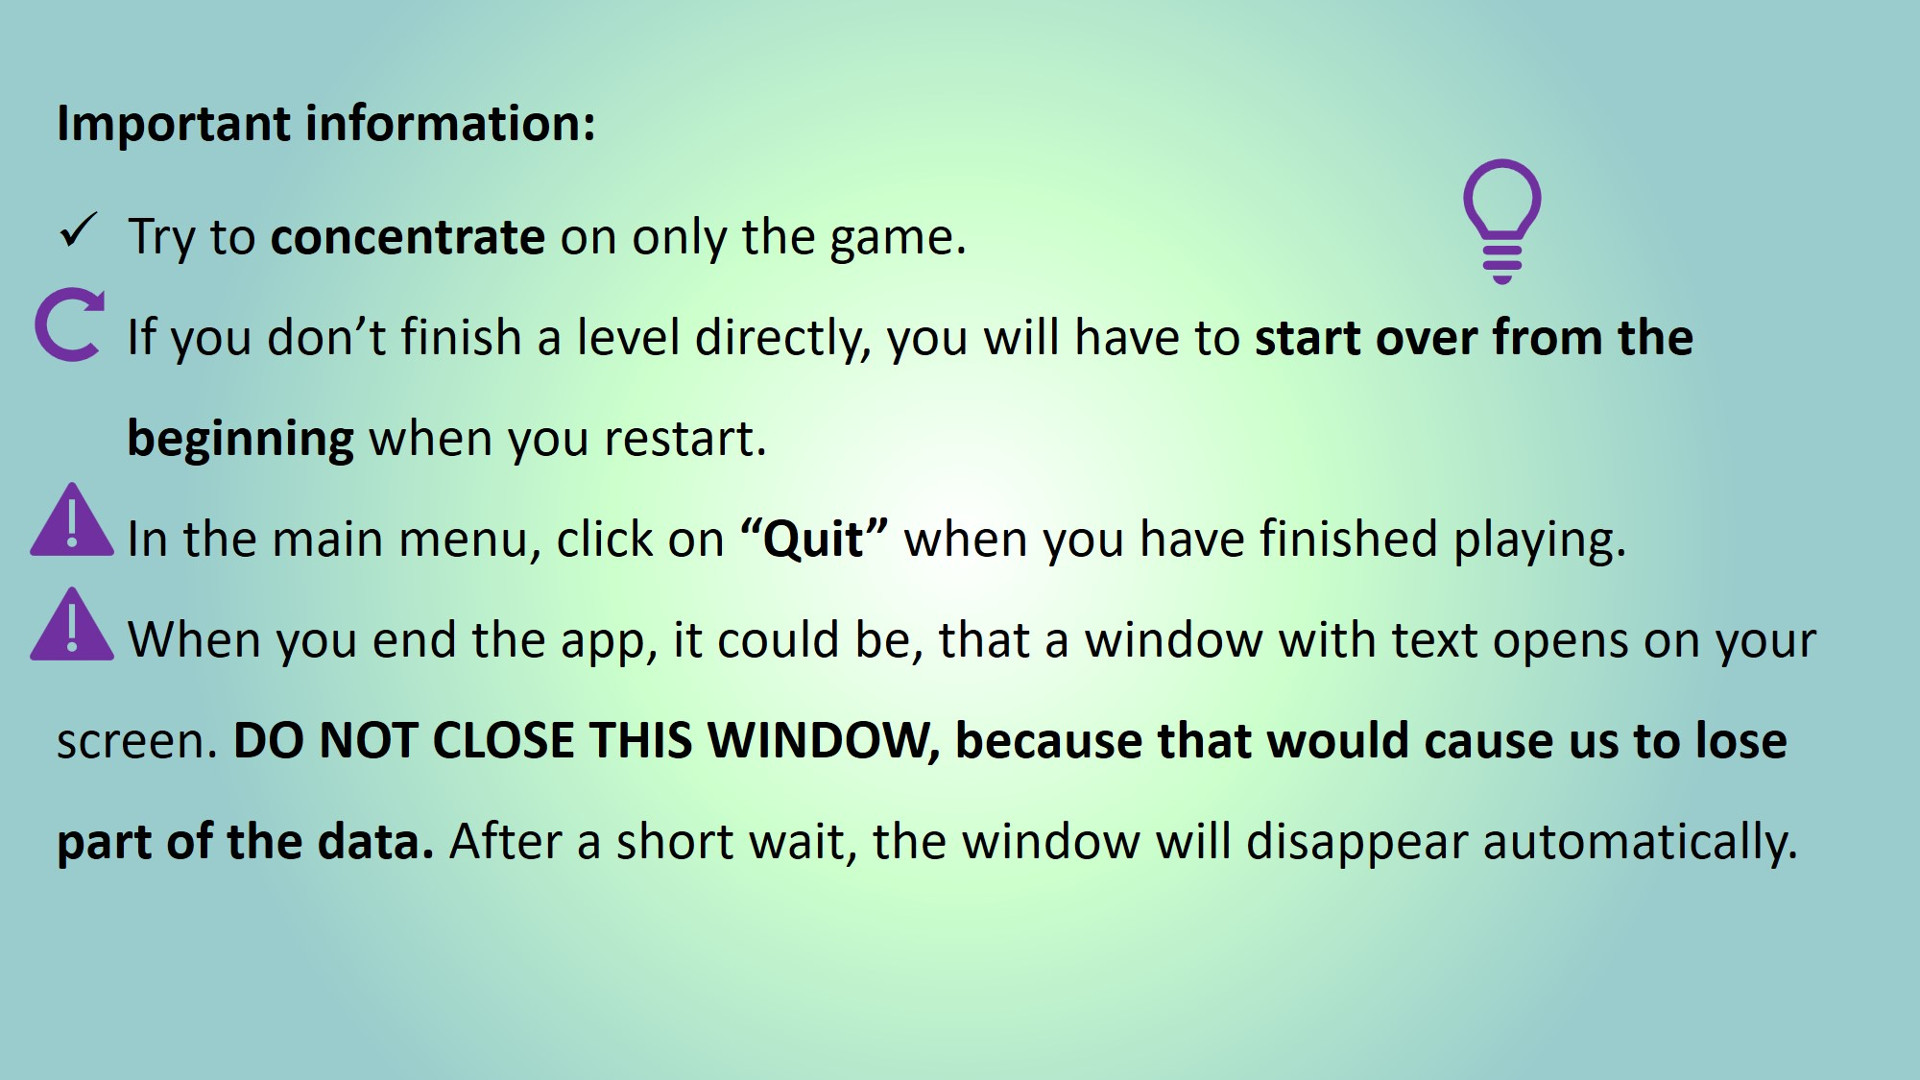 Important information:
✓ Try to concentrate on only the game.
If you don’t finish a level directly, you will have to start over from the
beginning when you restart.
In the main menu, click on “Quit” when you have finished playing.
When you end the app, it could be, that a window with text opens on your
screen. DO NOT CLOSE THIS WINDOW, because that would cause us to lose
part of the data. After a short wait, the window will disappear automatically.